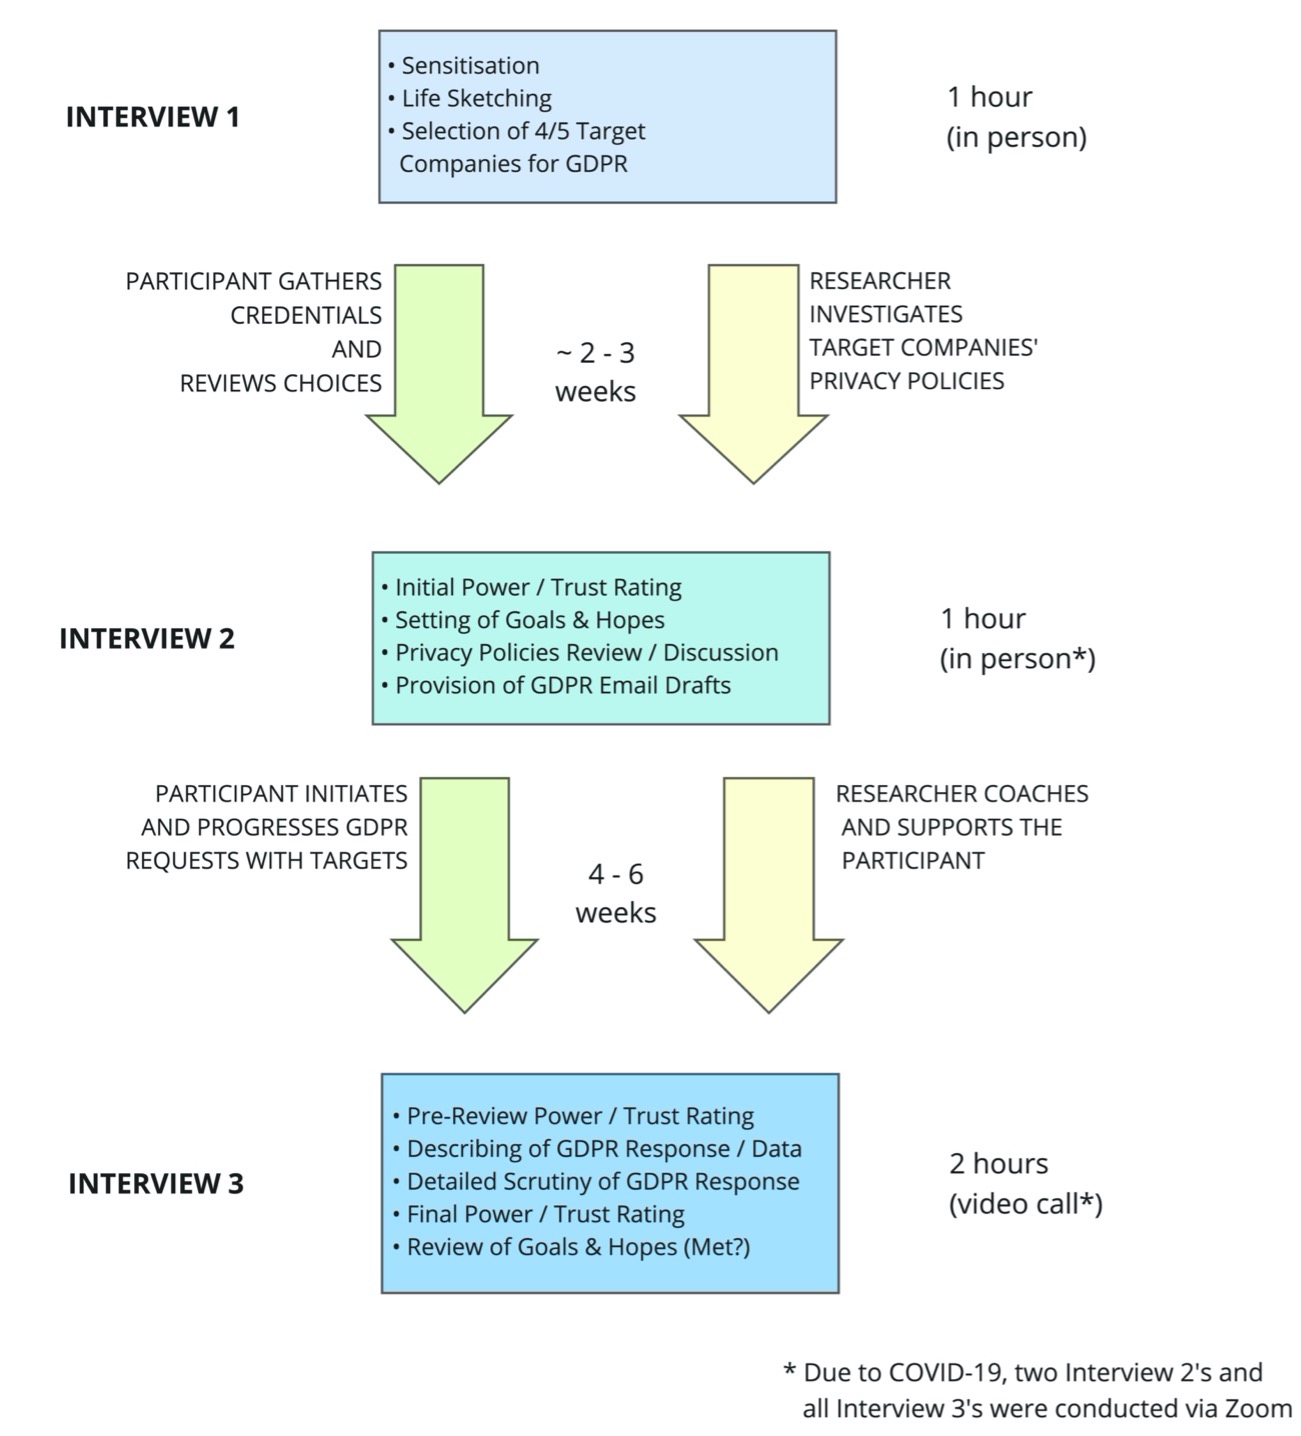 INTERVIEW 1
• Sensitisation
• Life Sketching
• Selection of 4/5 Target
Companies for GDPR
1 hour
(in person)
PARTICIPANT GATHERS
CREDENTIALS
AND
REVIEWS CHOICES
~ 2 - 3
weeks
RESEARCHER
INVESTIGATES
TARGET COMPANIES'
PRIVACY POLICIES
INTERVIEW 2
• Initial Power / Trust Rating
• Setting of Goals & Hopes
• Privacy Policies Review / Discussion
• Provision of GDPR Email Drafts
1 hour
(in person*)
PARTICIPANT INITIATES
AND PROGRESSES GDPR
REQUESTS WITH TARGETS
4 - 6
weeks
RESEARCHER COACHES
AND SUPPORTS THE
PARTICIPANT
INTERVIEW 3
• Pre-Review Power / Trust Rating
• Describing of GDPR Response / Data
• Detailed Scrutiny of GDPR Response
• Final Power / Trust Rating
• Review of Goals & Hopes (Met?)
2 hours
(video call*)
* Due to COVID-19, two Interview 2's and
all Interview 3's were conducted via Zoom